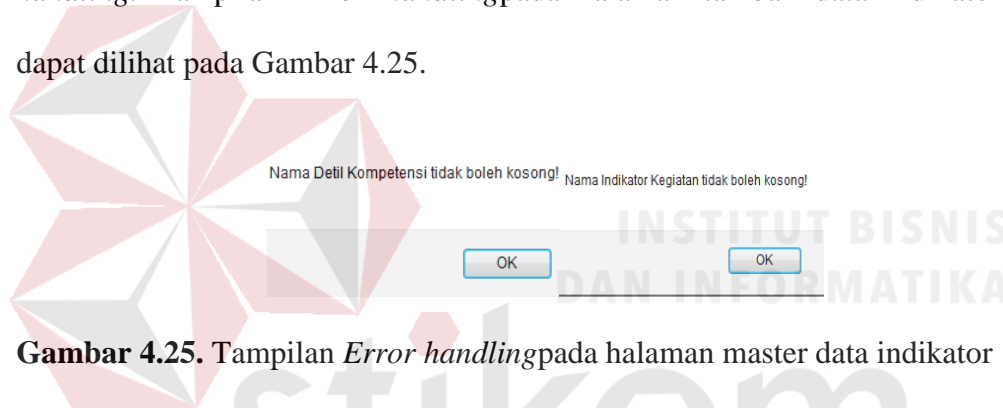 dapat dilihat pada Gambar 4.25.
Nama Detil Kompetensi tidak boleh kosong! Nama Indikator Kegiatan tidak boleh kosong!
INSTITUT BISNIS
OK OK
DAN INFORMATIKA
Gambar 4.25. Tampilan Error handlingpada halaman master data indikator
stikom